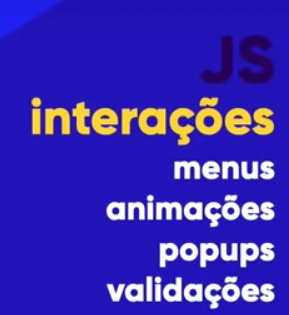 JS
interações
menus
animações
popups
validações